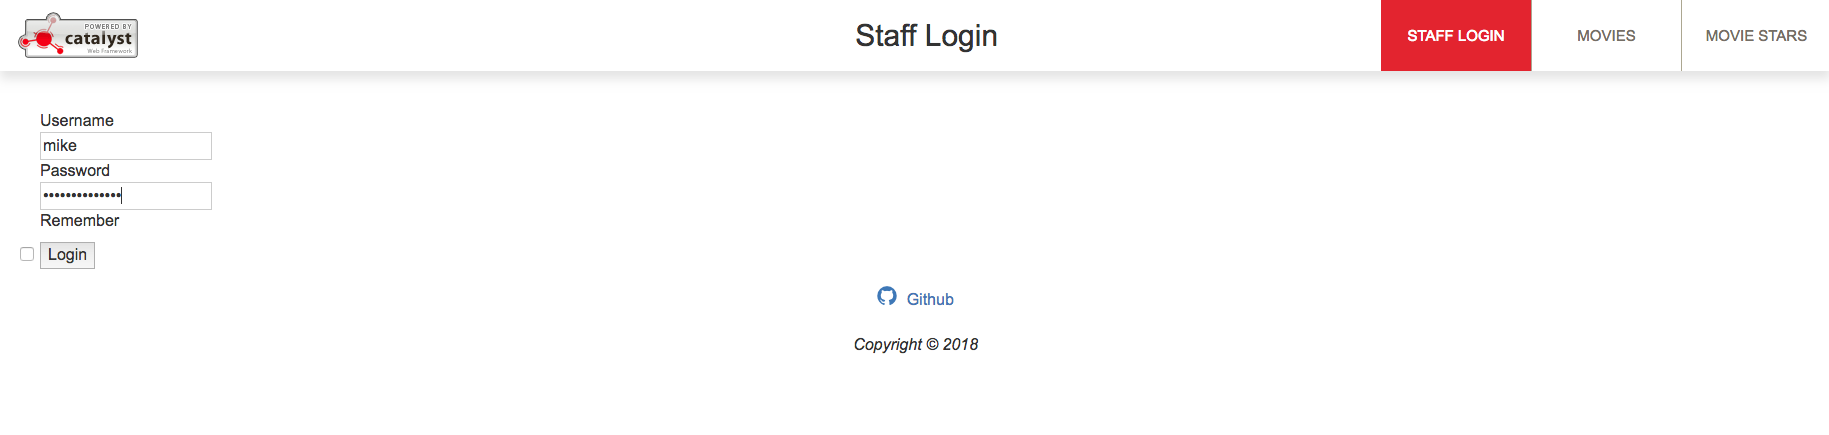 POWERED BY
catalyst
Web Framework
Staff Login
STAFF LOGIN
MOVIES
MOVIE STARS
Username
mike
Password
••••••••••••••
Remember
Login
Github
Copyright © 2018